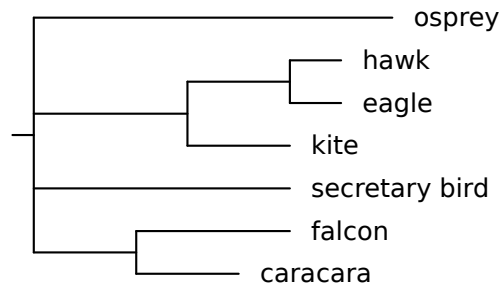 osprey
hawk
eagle
kite
secretary bird
falcon
caracara